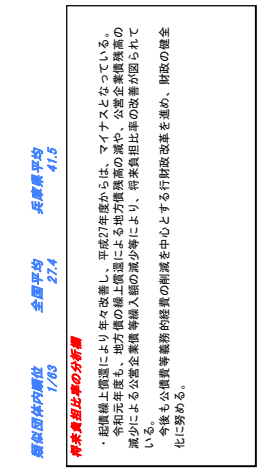 類似団体内順位 全国平均 兵庫県平均
1/63 27.4 41.5
将来負担比率の分析欄
・起債繰上償還により年々改善し、平成27年度からは、マイナスとなっている。
令和元年度も、地方債の繰上償還による地方債残高の減や、公営企業債残高の
減少による公営企業債等繰入額の減少等により、将来負担比率の改善が図られて
いる。
今後も公債費等義務的経費の削減を中心とする行財政改革を進め、財政の健全
化に努める。